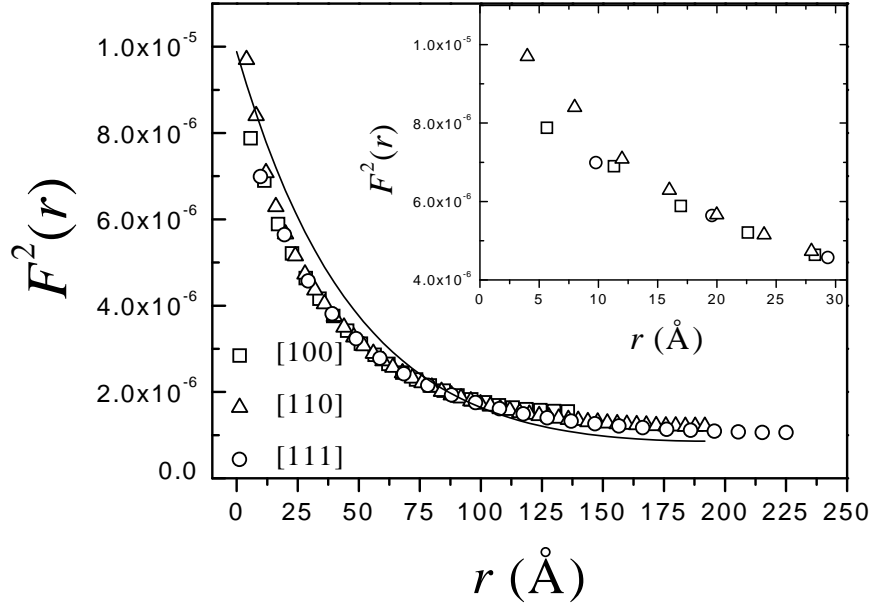 F²(r)
1.0x10⁻⁵
8.0x10⁻⁶
6.0x10⁻⁶
4.0x10⁻⁶
2.0x10⁻⁶
0.0
[100]
[110]
[111]
0 25 50 75 100 125 150 175 200 225 250
r (Å)
F²(r)
1.0x10⁻⁵
8.0x10⁻⁶
6.0x10⁻⁶
4.0x10⁻⁶
0 5 10 15 20 25 30
r (Å)